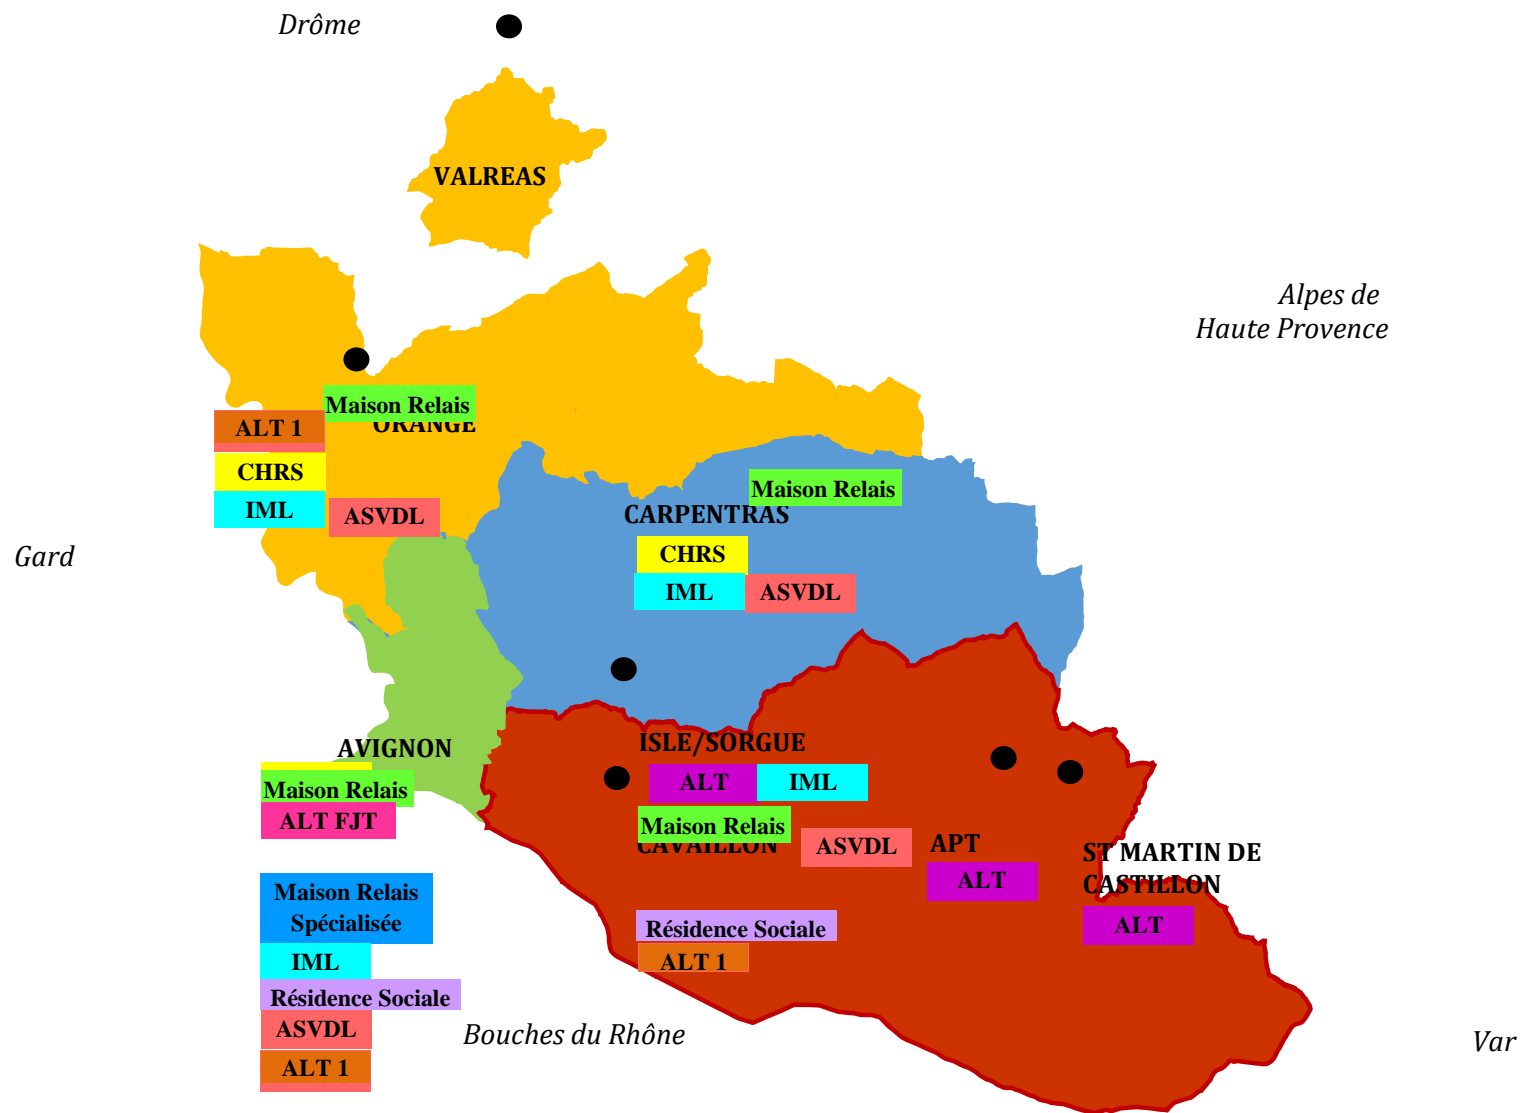 Drôme
VALREAS
Alpes de
Haute Provence
Maison Relais
ORANGE
ALT 1
CHRS
IML
ASVDL
Maison Relais
CARPENTRAS
CHRS
IML
ASVDL
Gard
AVIGNON
Maison Relais
ALT FJT
Maison Relais
Spécialisée
IML
Résidence Sociale
ASVDL
ALT 1
ISLE/SORGUE
ALT
IML
Maison Relais
CAVAILLON
ASVDL
APT
ALT
ST MARTIN DE
CASTILLON
ALT
Résidence Sociale
ALT 1
Bouches du Rhône
Var